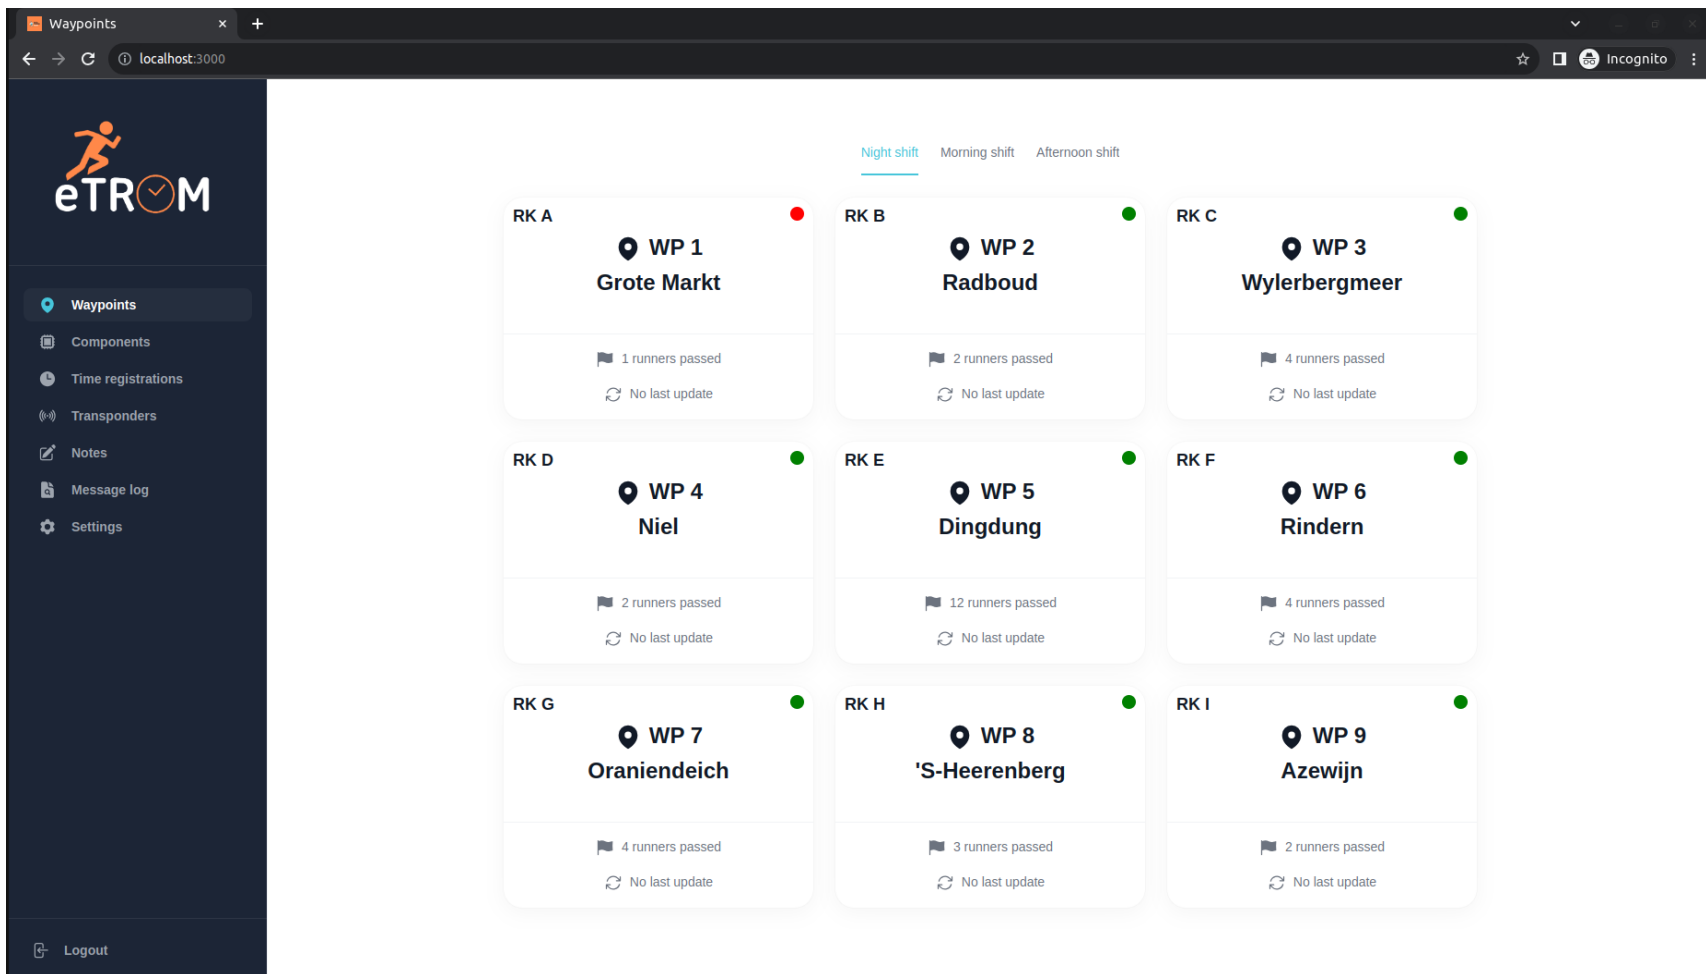 Waypoints
localhost:3000
Incognito
eTROM
Waypoints
Components
Time registrations
Transponders
Notes
Message log
Settings
Logout
Night shift Morning shift Afternoon shift
RK A
WP 1
Grote Markt
1 runners passed
No last update
RK B
WP 2
Radboud
2 runners passed
No last update
RK C
WP 3
Wylerbergmeer
4 runners passed
No last update
RK D
WP 4
Niel
2 runners passed
No last update
RK E
WP 5
Dingdung
12 runners passed
No last update
RK F
WP 6
Rindern
4 runners passed
No last update
RK G
WP 7
Oraniendeich
4 runners passed
No last update
RK H
WP 8
'S-Heerenberg
3 runners passed
No last update
RK I
WP 9
Azewijn
2 runners passed
No last update